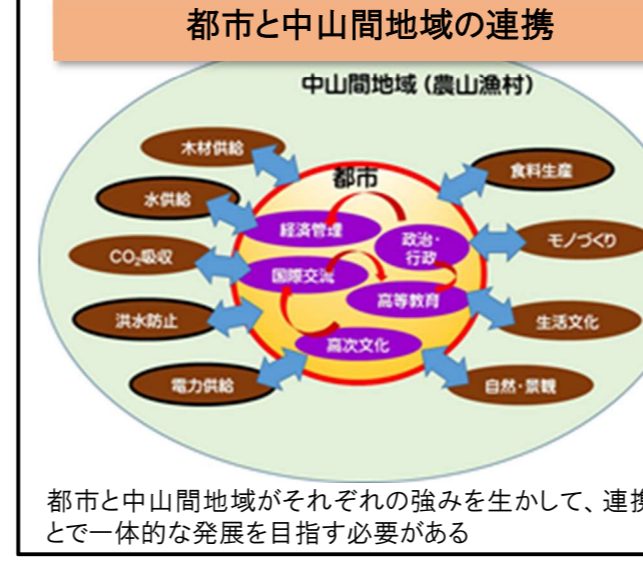 都市と中山間地域の連携
中山間地域（農山漁村）
木材供給
水供給
CO₂吸収
洪水防止
電力供給
都市
経済管理
政治・
行政
国際交流
高等教育
高次文化
食料生産
モノづくり
生活文化
自然・景観
都市と中山間地域がそれぞれの強みを生かして、連携
とで一体的な発展を目指す必要がある